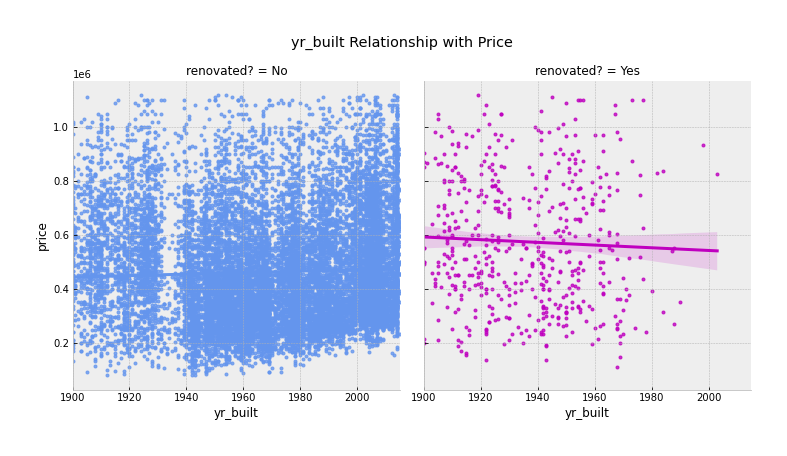 yr_built Relationship with Price
renovated? = No
renovated? = Yes
1e6
1.0
0.8
0.6
0.4
0.2
price
1900 1920 1940 1960 1980 2000
1900 1920 1940 1960 1980 2000
yr_built
yr_built